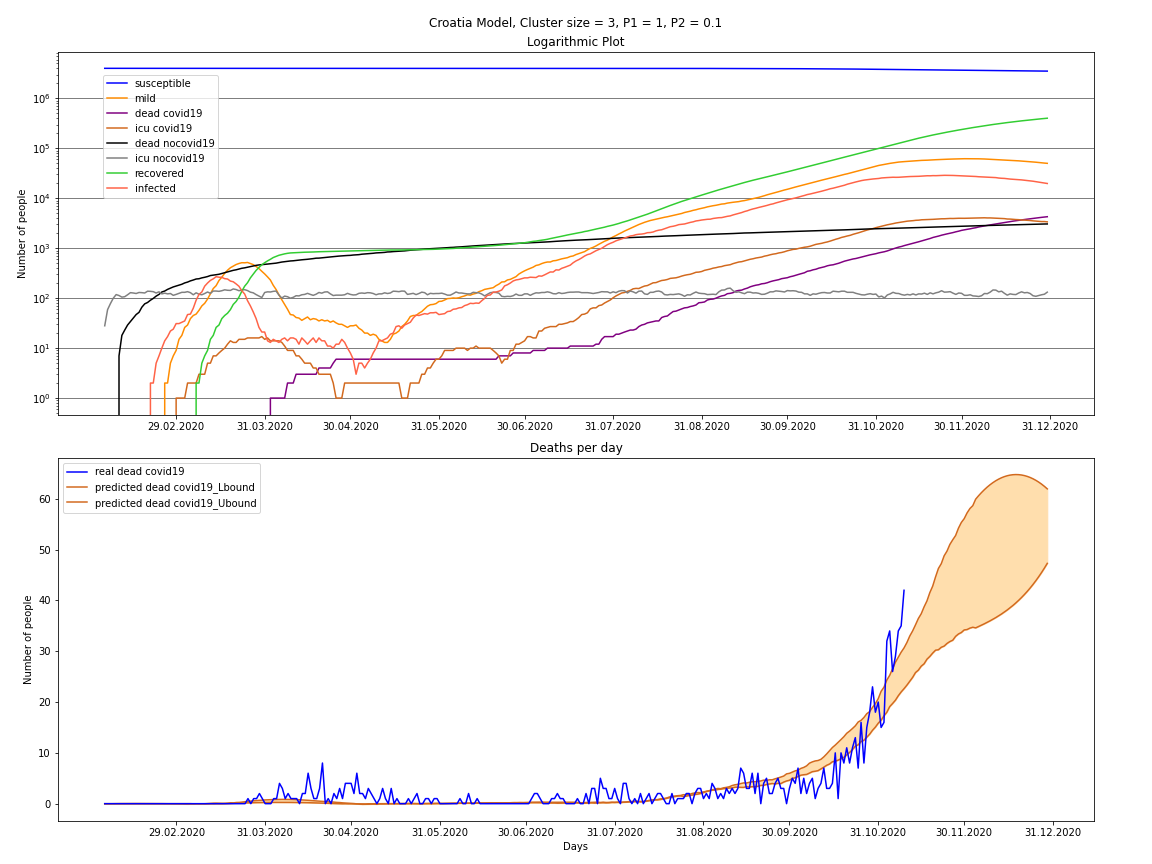 Croatia Model, Cluster size = 3, P1 = 1, P2 = 0.1
Logarithmic Plot
susceptible
mild
dead covid19
icu covid19
dead nocovid19
icu nocovid19
recovered
infected
Number of people
10⁶
10⁵
10⁴
10³
10²
10¹
10⁰
29.02.2020 31.03.2020 30.04.2020 31.05.2020 30.06.2020 31.07.2020 31.08.2020 30.09.2020 31.10.2020 30.11.2020 31.12.2020
Deaths per day
real dead covid19
predicted dead covid19_Lbound
predicted dead covid19_Ubound
Number of people
60
50
40
30
20
10
0
29.02.2020 31.03.2020 30.04.2020 31.05.2020 30.06.2020 31.07.2020 31.08.2020 30.09.2020 31.10.2020 30.11.2020 31.12.2020
Days